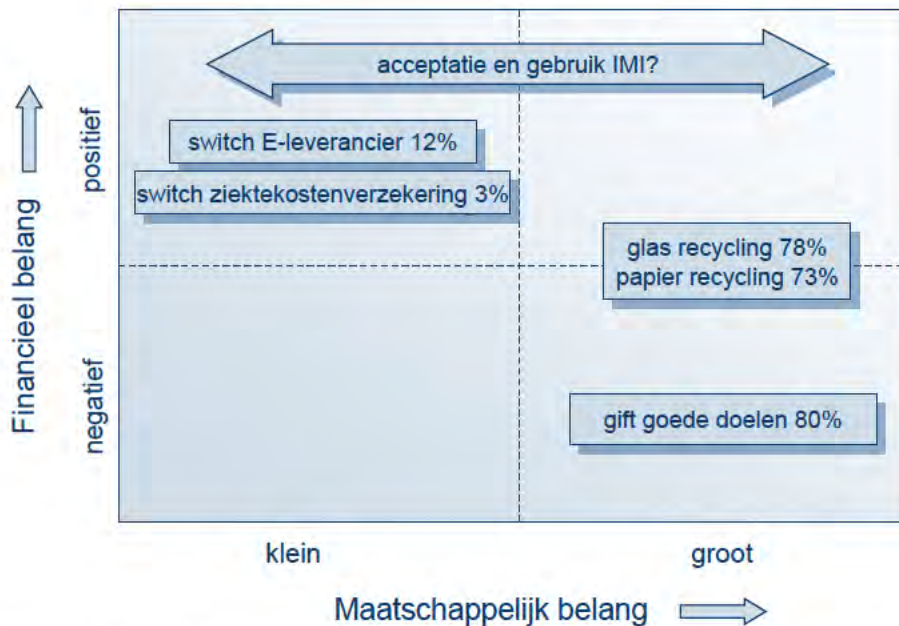 acceptatie en gebruik IMI?
switch E-leverancier 12%
switch ziektekostenverzekering 3%
glas recycling 78%
papier recycling 73%
gift goede doelen 80%
Financieel belang
positief
negatief
klein
groot
Maatschappelijk belang